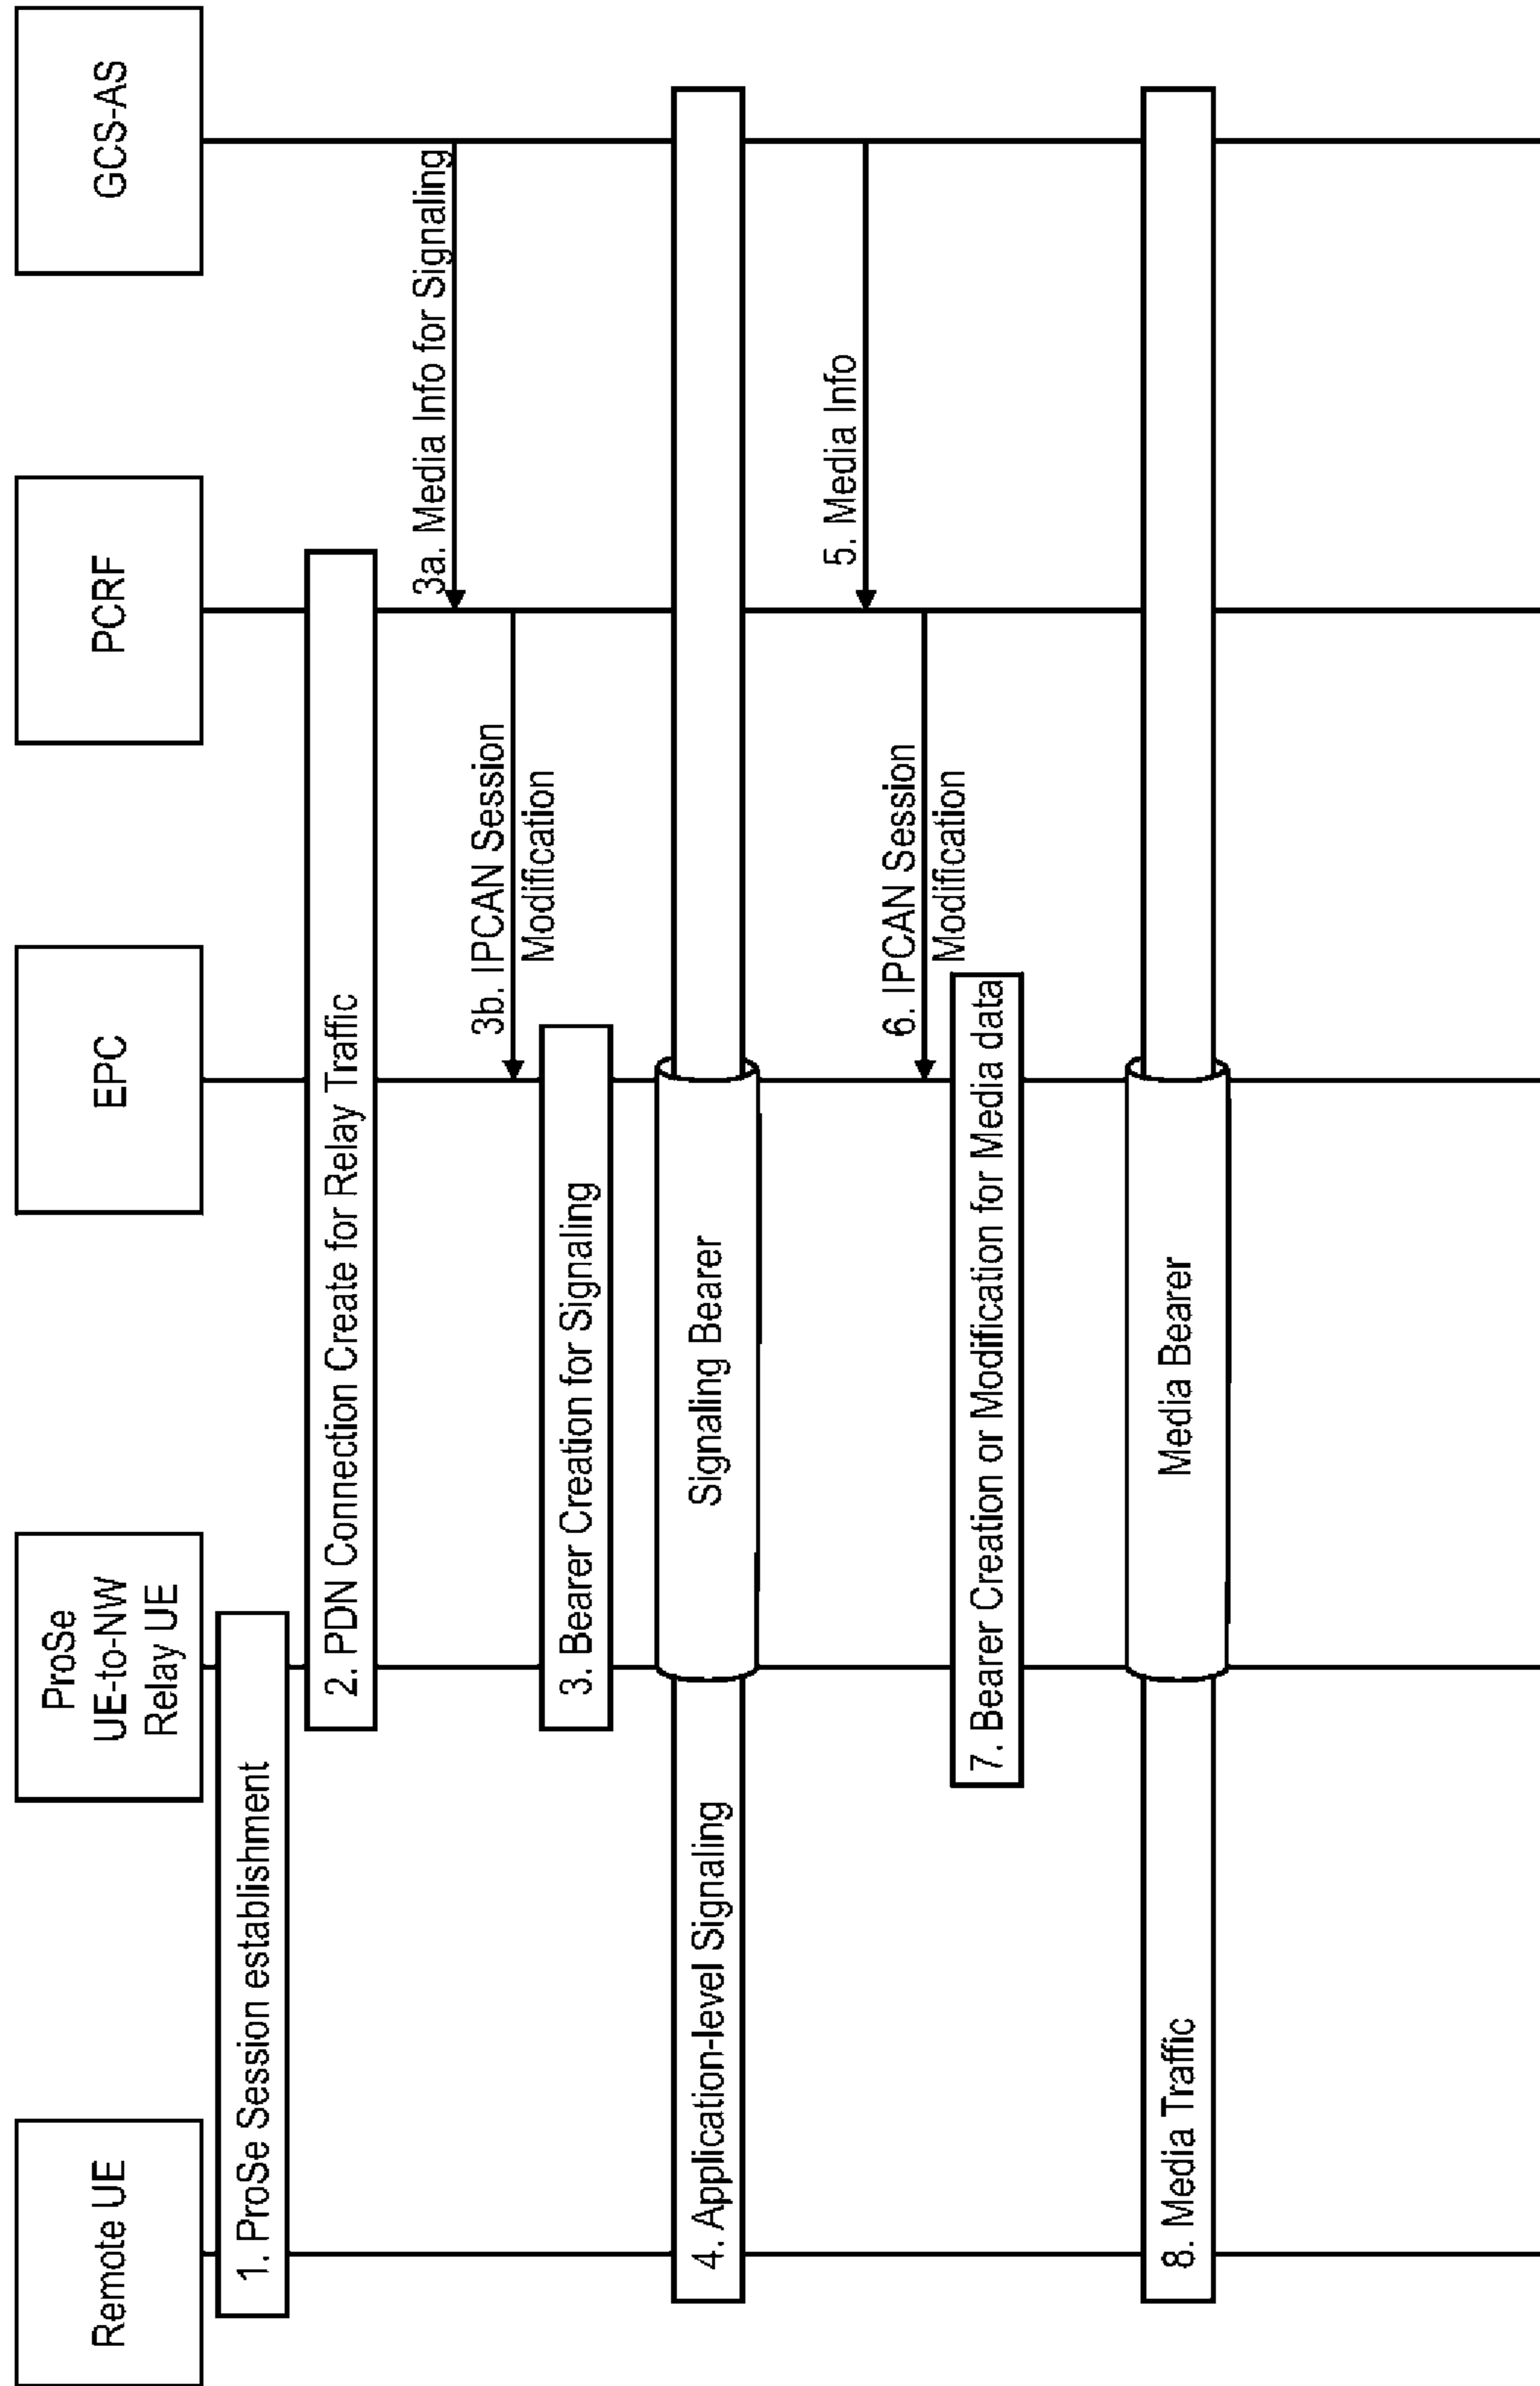 Remote UE
ProSe
UE-to-NW
Relay UE
EPC
PCRF
GCS-AS
1. ProSe Session establishment
2. PDN Connection Create for Relay Traffic
3a. Media Info for Signaling
3b. IPCAN Session
Modification
3. Bearer Creation for Signaling
4. Application-level Signaling
Signaling Bearer
5. Media Info
6. IPCAN Session
Modification
7. Bearer Creation or Modification for Media data
8. Media Traffic
Media Bearer